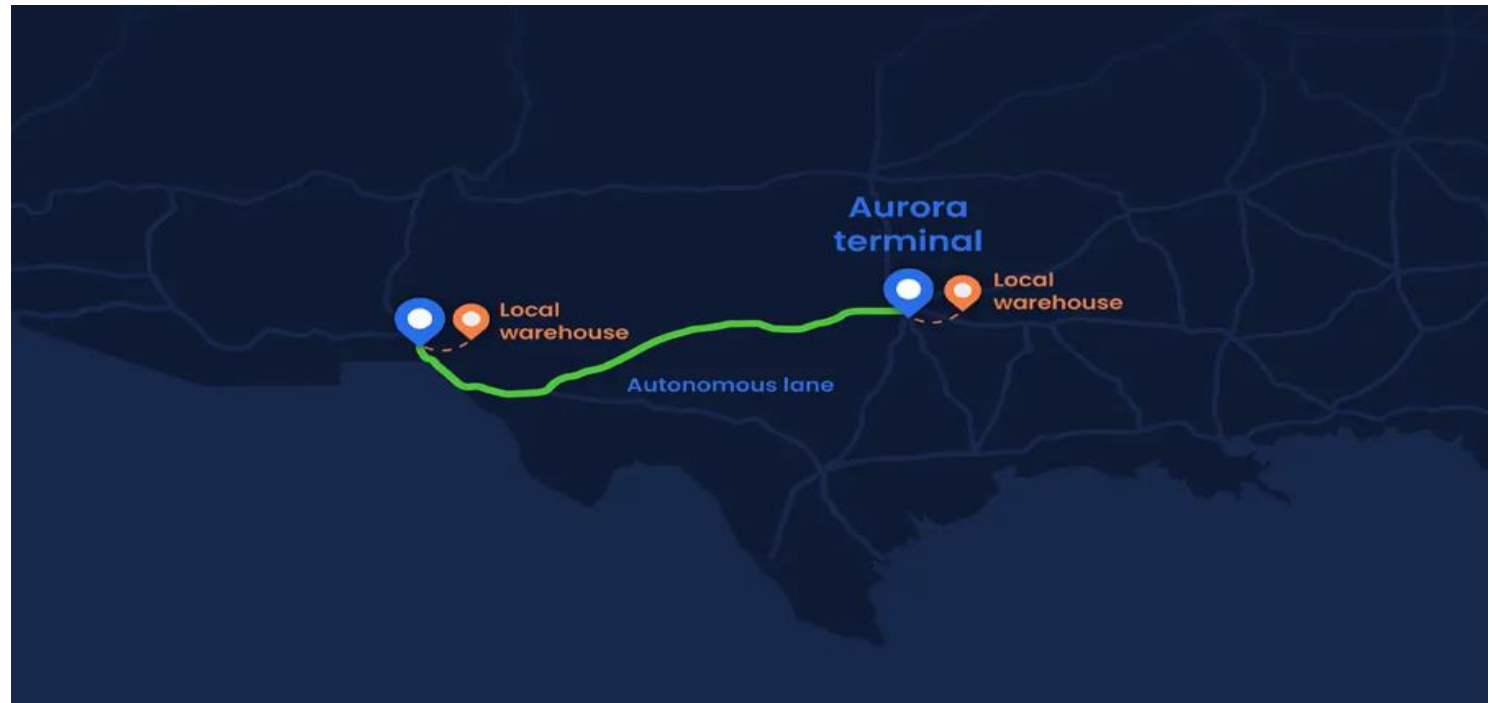 Aurora
terminal
Local
warehouse
Local
warehouse
Autonomous lane